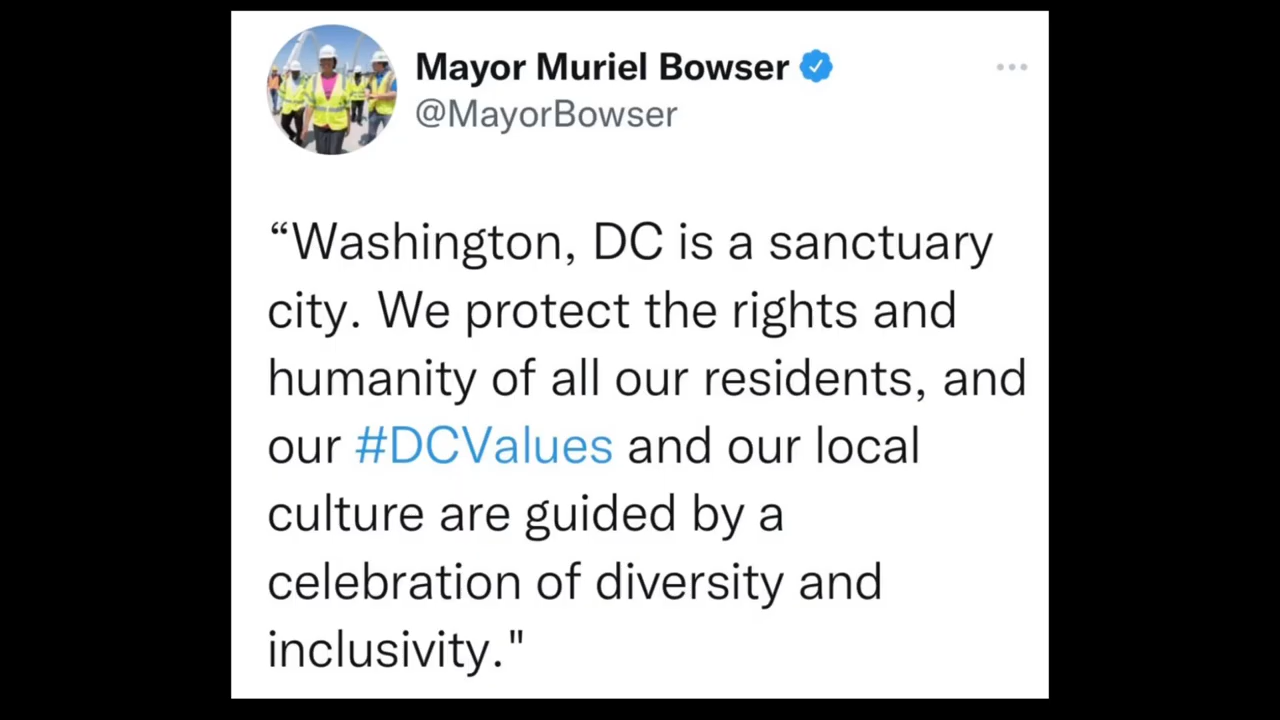 Mayor Muriel Bowser
@MayorBowser
“Washington, DC is a sanctuary
city. We protect the rights and
humanity of all our residents, and
our #DCValues and our local
culture are guided by a
celebration of diversity and
inclusivity."